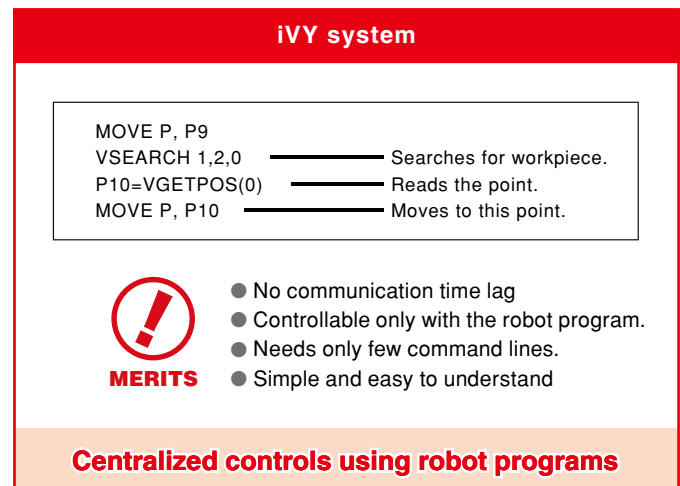 iVY system
MOVE P, P9
VSEARCH 1,2,0 Searches for workpiece.
P10=VGETPOS(0) Reads the point.
MOVE P, P10 Moves to this point.
● No communication time lag
● Controllable only with the robot program.
● Needs only few command lines.
● Simple and easy to understand
MERITS
Centralized controls using robot programs